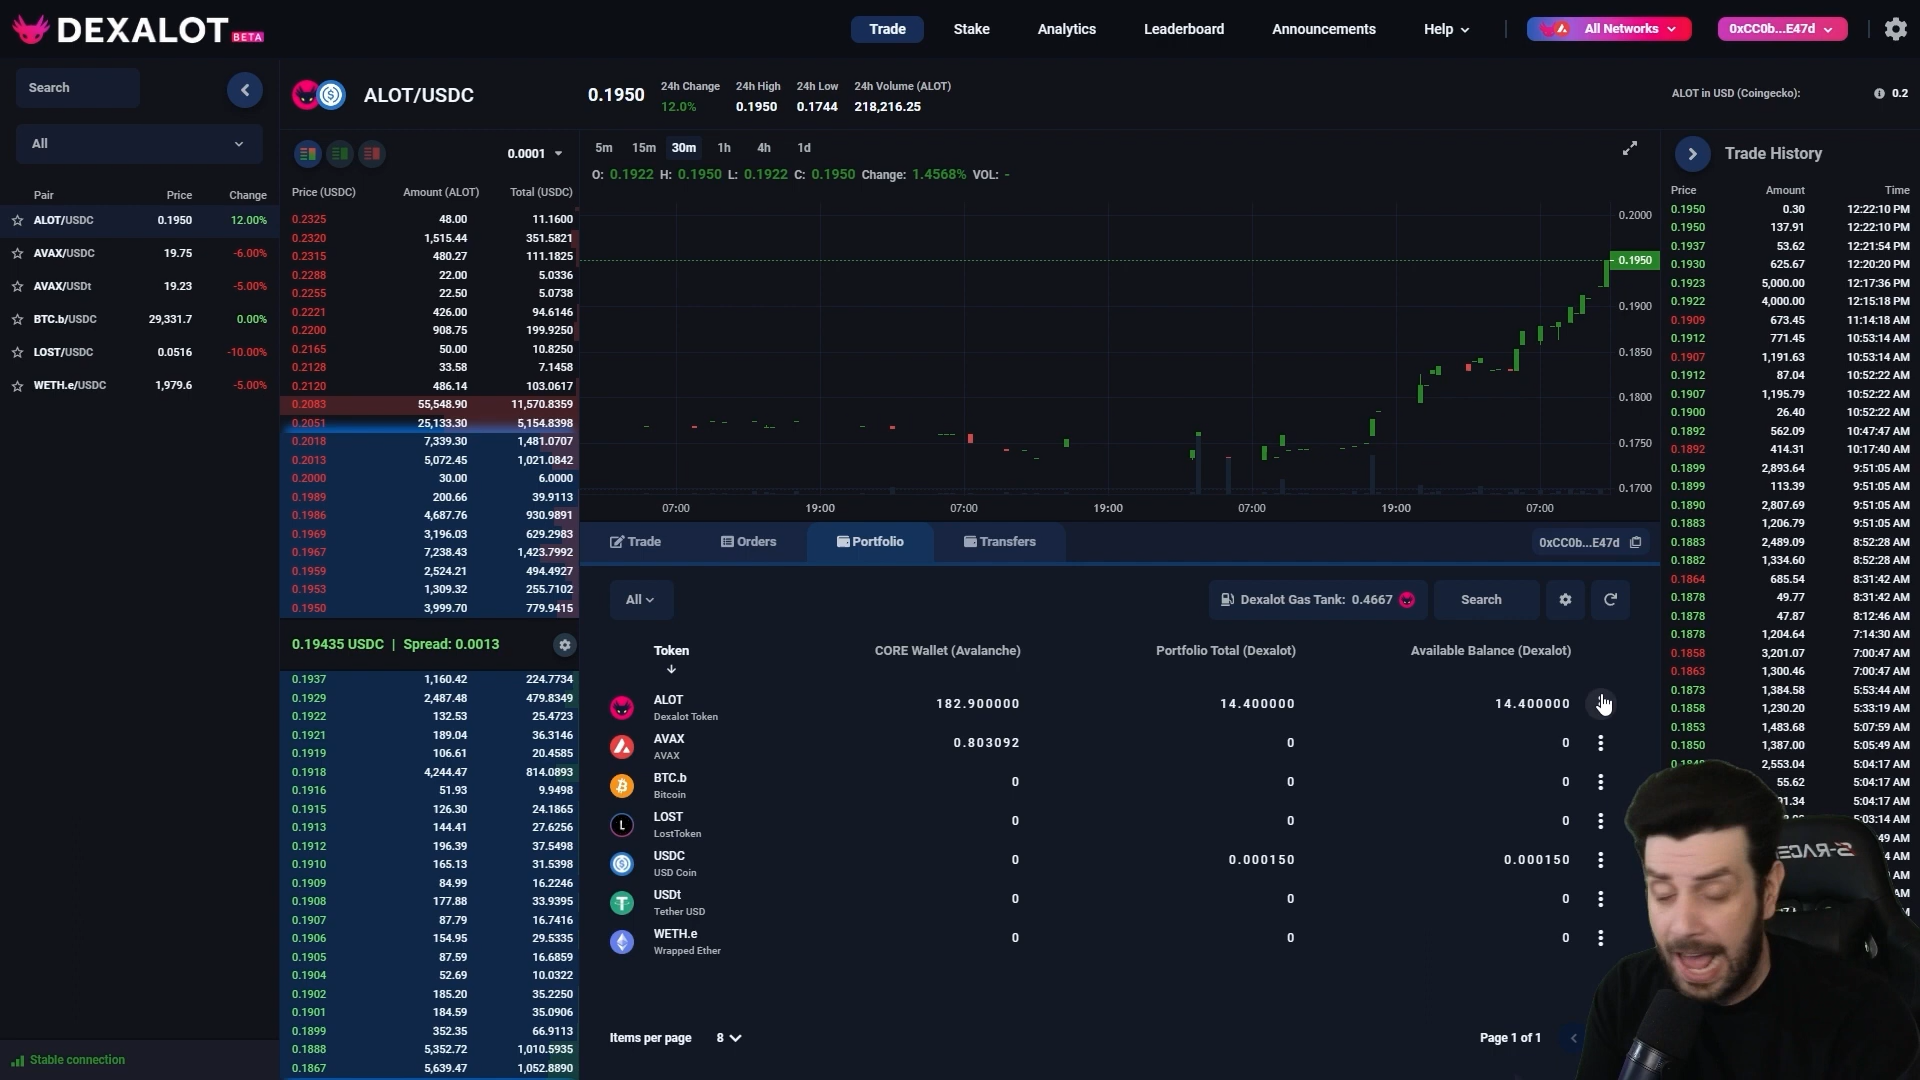 DEXALOT BETA
Trade Stake Analytics Leaderboard Announcements Help All Networks 0xCC0b...E47d
Search
All
Pair Price Change
ALOT/USDC 0.1950 12.00%
AVAX/USDC 19.75 -6.00%
AVAX/USDt 19.23 -5.00%
BTC.b/USDC 29,331.7 0.00%
LOST/USDC 0.0516 -10.00%
WETH.e/USDC 1,979.6 -5.00%
Stable connection
ALOT/USDC
0.1950
24h Change 24h High 24h Low 24h Volume (ALOT)
12.0% 0.1950 0.1744 218,216.25
ALOT in USD (Coingecko): 0.2
0.0001
Price (USDC) Amount (ALOT) Total (USDC)
0.2325 48.00 11.1600
0.2320 1,515.44 351.5821
0.2315 480.27 111.1825
0.2288 22.00 5.0336
0.2255 22.50 5.0738
0.2221 426.00 94.6146
0.2200 908.75 199.9250
0.2165 50.00 10.8250
0.2128 33.58 7.1458
0.2120 486.14 103.0617
0.2083 55,548.90 11,570.8359
0.2051 25,133.30 5,154.8398
0.2018 7,339.30 1,481.0707
0.2013 5,072.45 1,021.0842
0.2000 30.00 6.0000
0.1989 200.66 39.9113
0.1986 4,687.76 930.9891
0.1969 3,196.03 629.2983
0.1967 7,238.43 1,423.7992
0.1959 2,524.21 494.4927
0.1953 1,309.32 255.7102
0.1950 3,999.70 779.9415
0.19435 USDC | Spread: 0.0013
0.1937 1,160.42 224.7734
0.1929 2,487.48 479.8349
0.1922 132.53 25.4723
0.1921 189.04 36.3146
0.1919 106.61 20.4585
0.1918 4,244.47 814.0893
0.1916 51.93 9.9498
0.1915 126.30 24.1865
0.1913 144.41 27.6256
0.1912 196.39 37.5498
0.1910 165.13 31.5398
0.1909 84.99 16.2246
0.1908 177.88 33.9395
0.1907 87.79 16.7416
0.1906 154.95 29.5335
0.1905 87.59 16.6859
0.1904 52.69 10.0322
0.1902 185.20 35.2250
0.1901 184.59 35.0906
0.1899 352.35 66.9113
0.1888 5,352.72 1,010.5935
0.1867 5,639.47 1,052.8890
5m 15m 30m 1h 4h 1d
O: 0.1922 H: 0.1950 L: 0.1922 C: 0.1950 Change: 1.4568% VOL: -
0.2000
0.1950
0.1900
0.1850
0.1800
0.1750
0.1700
07:00 19:00 07:00 19:00 07:00 19:00 07:00
Trade Orders Portfolio Transfers 0xCC0b...E47d
All Dexalot Gas Tank: 0.4667 Search
Token CORE Wallet (Avalanche) Portfolio Total (Dexalot) Available Balance (Dexalot)
ALOT 182.900000 14.400000 14.400000
Dexalot Token
AVAX 0.803092 0 0
AVAX
BTC.b 0 0 0
Bitcoin
LOST 0 0 0
LostToken
USDC 0 0.000150 0.000150
USD Coin
USDt 0 0 0
Tether USD
WETH.e 0 0 0
Wrapped Ether
Items per page 8 Page 1 of 1
Trade History
Price Amount Time
0.1950 0.30 12:22:10 PM
0.1950 137.91 12:22:10 PM
0.1937 53.62 12:21:54 PM
0.1930 625.67 12:20:20 PM
0.1923 5,000.00 12:17:36 PM
0.1922 4,000.00 12:15:18 PM
0.1909 673.45 11:14:18 AM
0.1912 771.45 10:53:14 AM
0.1907 1,191.63 10:53:14 AM
0.1912 87.04 10:52:22 AM
0.1907 1,195.79 10:52:22 AM
0.1900 26.40 10:52:22 AM
0.1892 562.09 10:47:47 AM
0.1892 414.31 10:17:40 AM
0.1899 2,893.64 9:51:05 AM
0.1899 113.39 9:51:05 AM
0.1890 2,807.69 9:51:05 AM
0.1883 1,206.79 9:51:05 AM
0.1883 2,489.09 8:52:28 AM
0.1882 1,334.60 8:52:28 AM
0.1864 685.54 8:31:42 AM
0.1878 49.77 8:31:42 AM
0.1878 47.87 8:12:46 AM
0.1878 1,204.64 7:14:30 AM
0.1858 3,201.07 7:00:47 AM
0.1863 1,300.46 7:00:47 AM
0.1873 1,384.58 5:53:44 AM
0.1858 1,230.20 5:33:19 AM
0.1853 1,483.68 5:07:59 AM
0.1850 1,387.00 5:05:49 AM
2,553.04 5:04:17 AM
55.62 5:04:17 AM
5:04:17 AM
5:03:14 AM
AM
AM
AM
AM